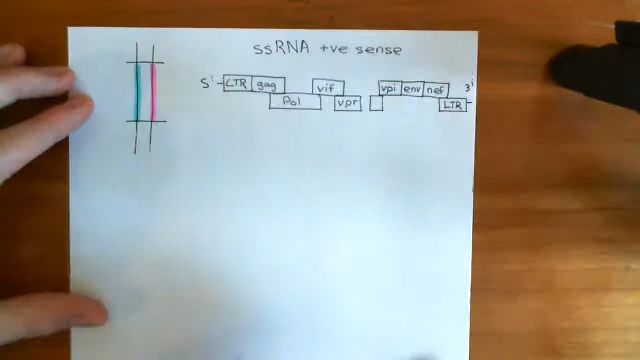 ssRNA +ve sense
5' LTR gag vif vpi env nef 3'
Pol vpr LTR